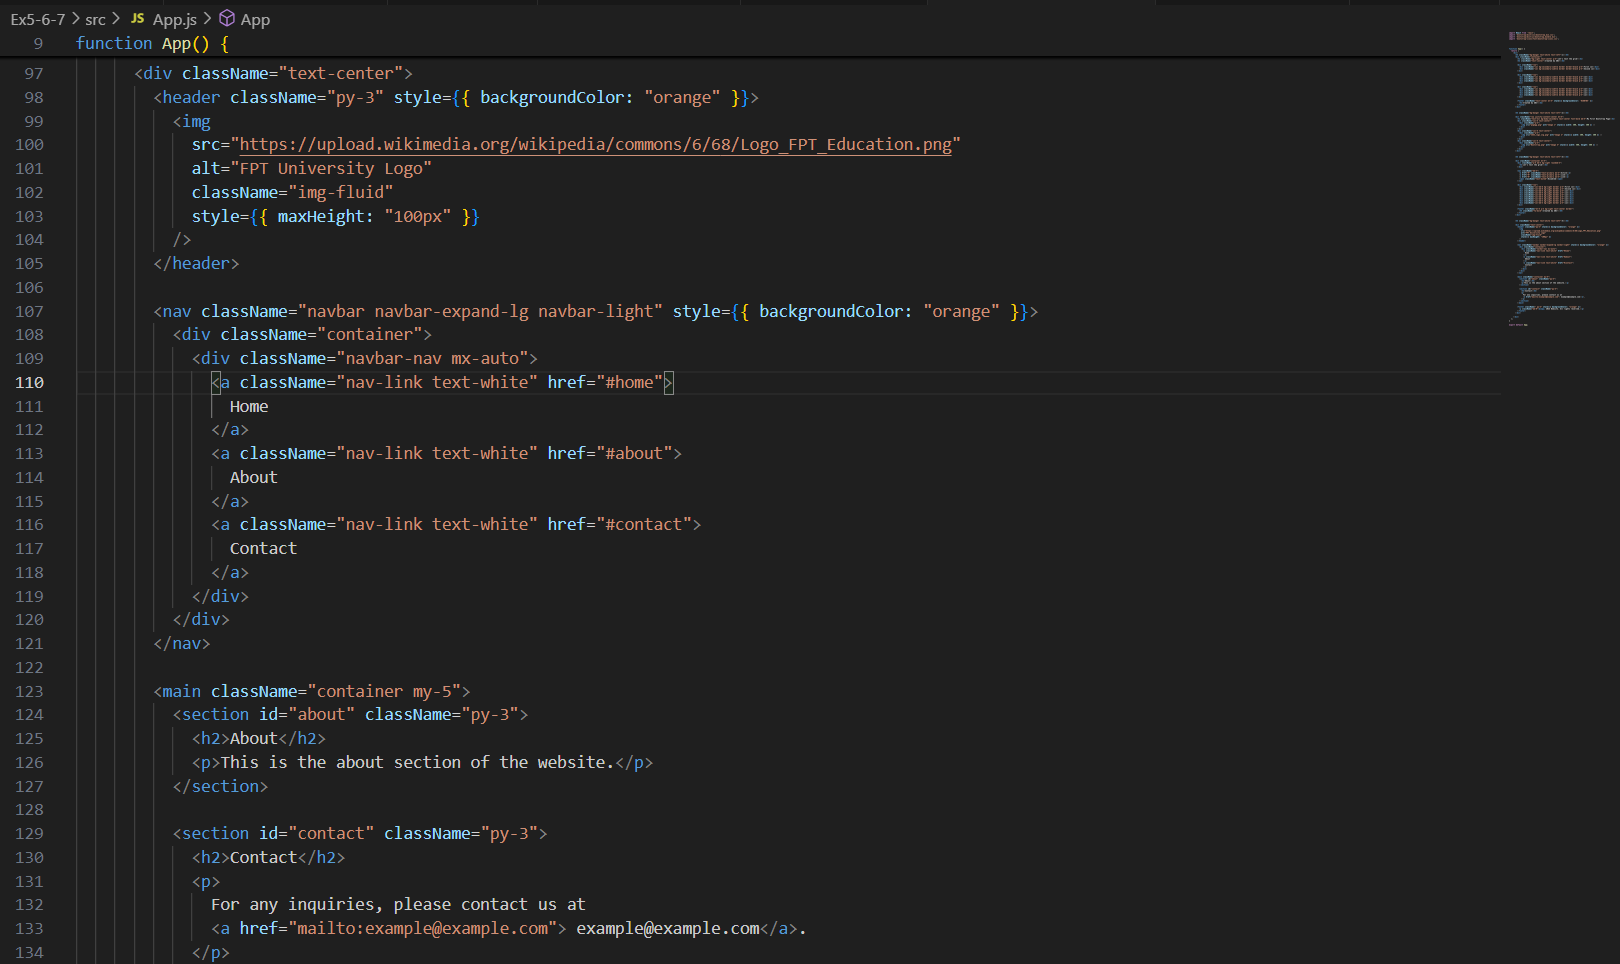 Ex5-6-7 > src > JS App.js > App
9 function App() {
97 <div className="text-center">
98 <header className="py-3" style={{ backgroundColor: "orange" }}>
99 <img
100 src="https://upload.wikimedia.org/wikipedia/commons/6/68/Logo_FPT_Education.png"
101 alt="FPT University Logo"
102 className="img-fluid"
103 style={{ maxHeight: "100px" }}
104 />
105 </header>
106
107 <nav className="navbar navbar-expand-lg navbar-light" style={{ backgroundColor: "orange" }}>
108 <div className="container">
109 <div className="navbar-nav mx-auto">
110 <a className="nav-link text-white" href="#home">
111 Home
112 </a>
113 <a className="nav-link text-white" href="#about">
114 About
115 </a>
116 <a className="nav-link text-white" href="#contact">
117 Contact
118 </a>
119 </div>
120 </div>
121 </nav>
122
123 <main className="container my-5">
124 <section id="about" className="py-3">
125 <h2>About</h2>
126 <p>This is the about section of the website.</p>
127 </section>
128
129 <section id="contact" className="py-3">
130 <h2>Contact</h2>
131 <p>
132 For any inquiries, please contact us at
133 <a href="mailto:example@example.com"> example@example.com</a>.
134 </p>